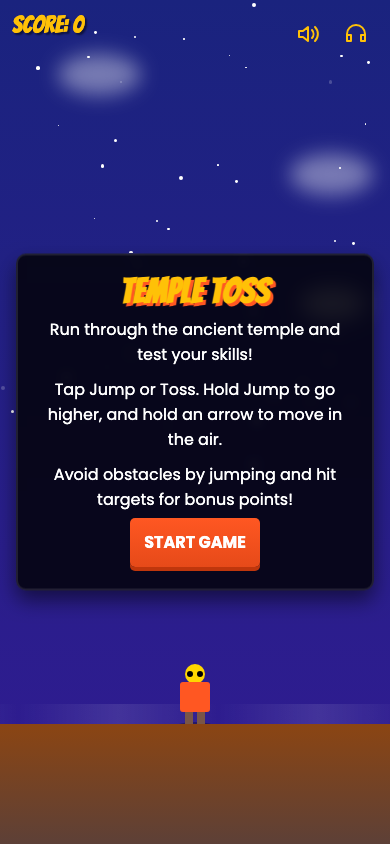 SCORE: 0
TEMPLE TOSS
Run through the ancient temple and
test your skills!
Tap Jump or Toss. Hold Jump to go
higher, and hold an arrow to move in
the air.
Avoid obstacles by jumping and hit
targets for bonus points!
START GAME